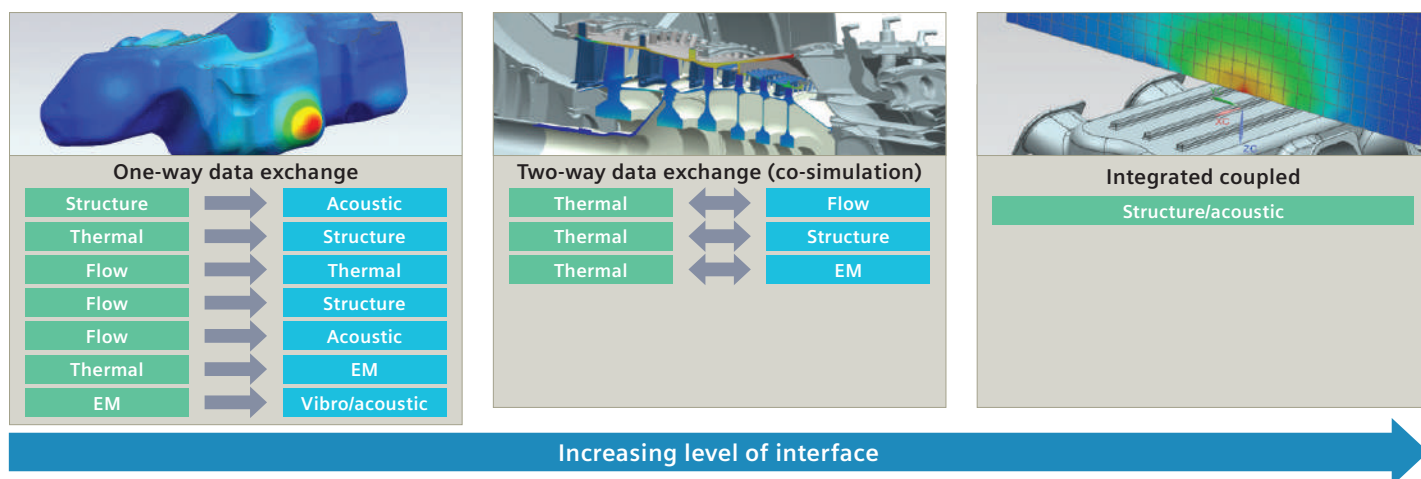 One-way data exchange
Structure Acoustic
Thermal Structure
Flow Thermal
Flow Structure
Flow Acoustic
Thermal EM
EM Vibro/acoustic
Two-way data exchange (co-simulation)
Thermal Flow
Thermal Structure
Thermal EM
XC
ZC
Integrated coupled
Structure/acoustic
Increasing level of interface